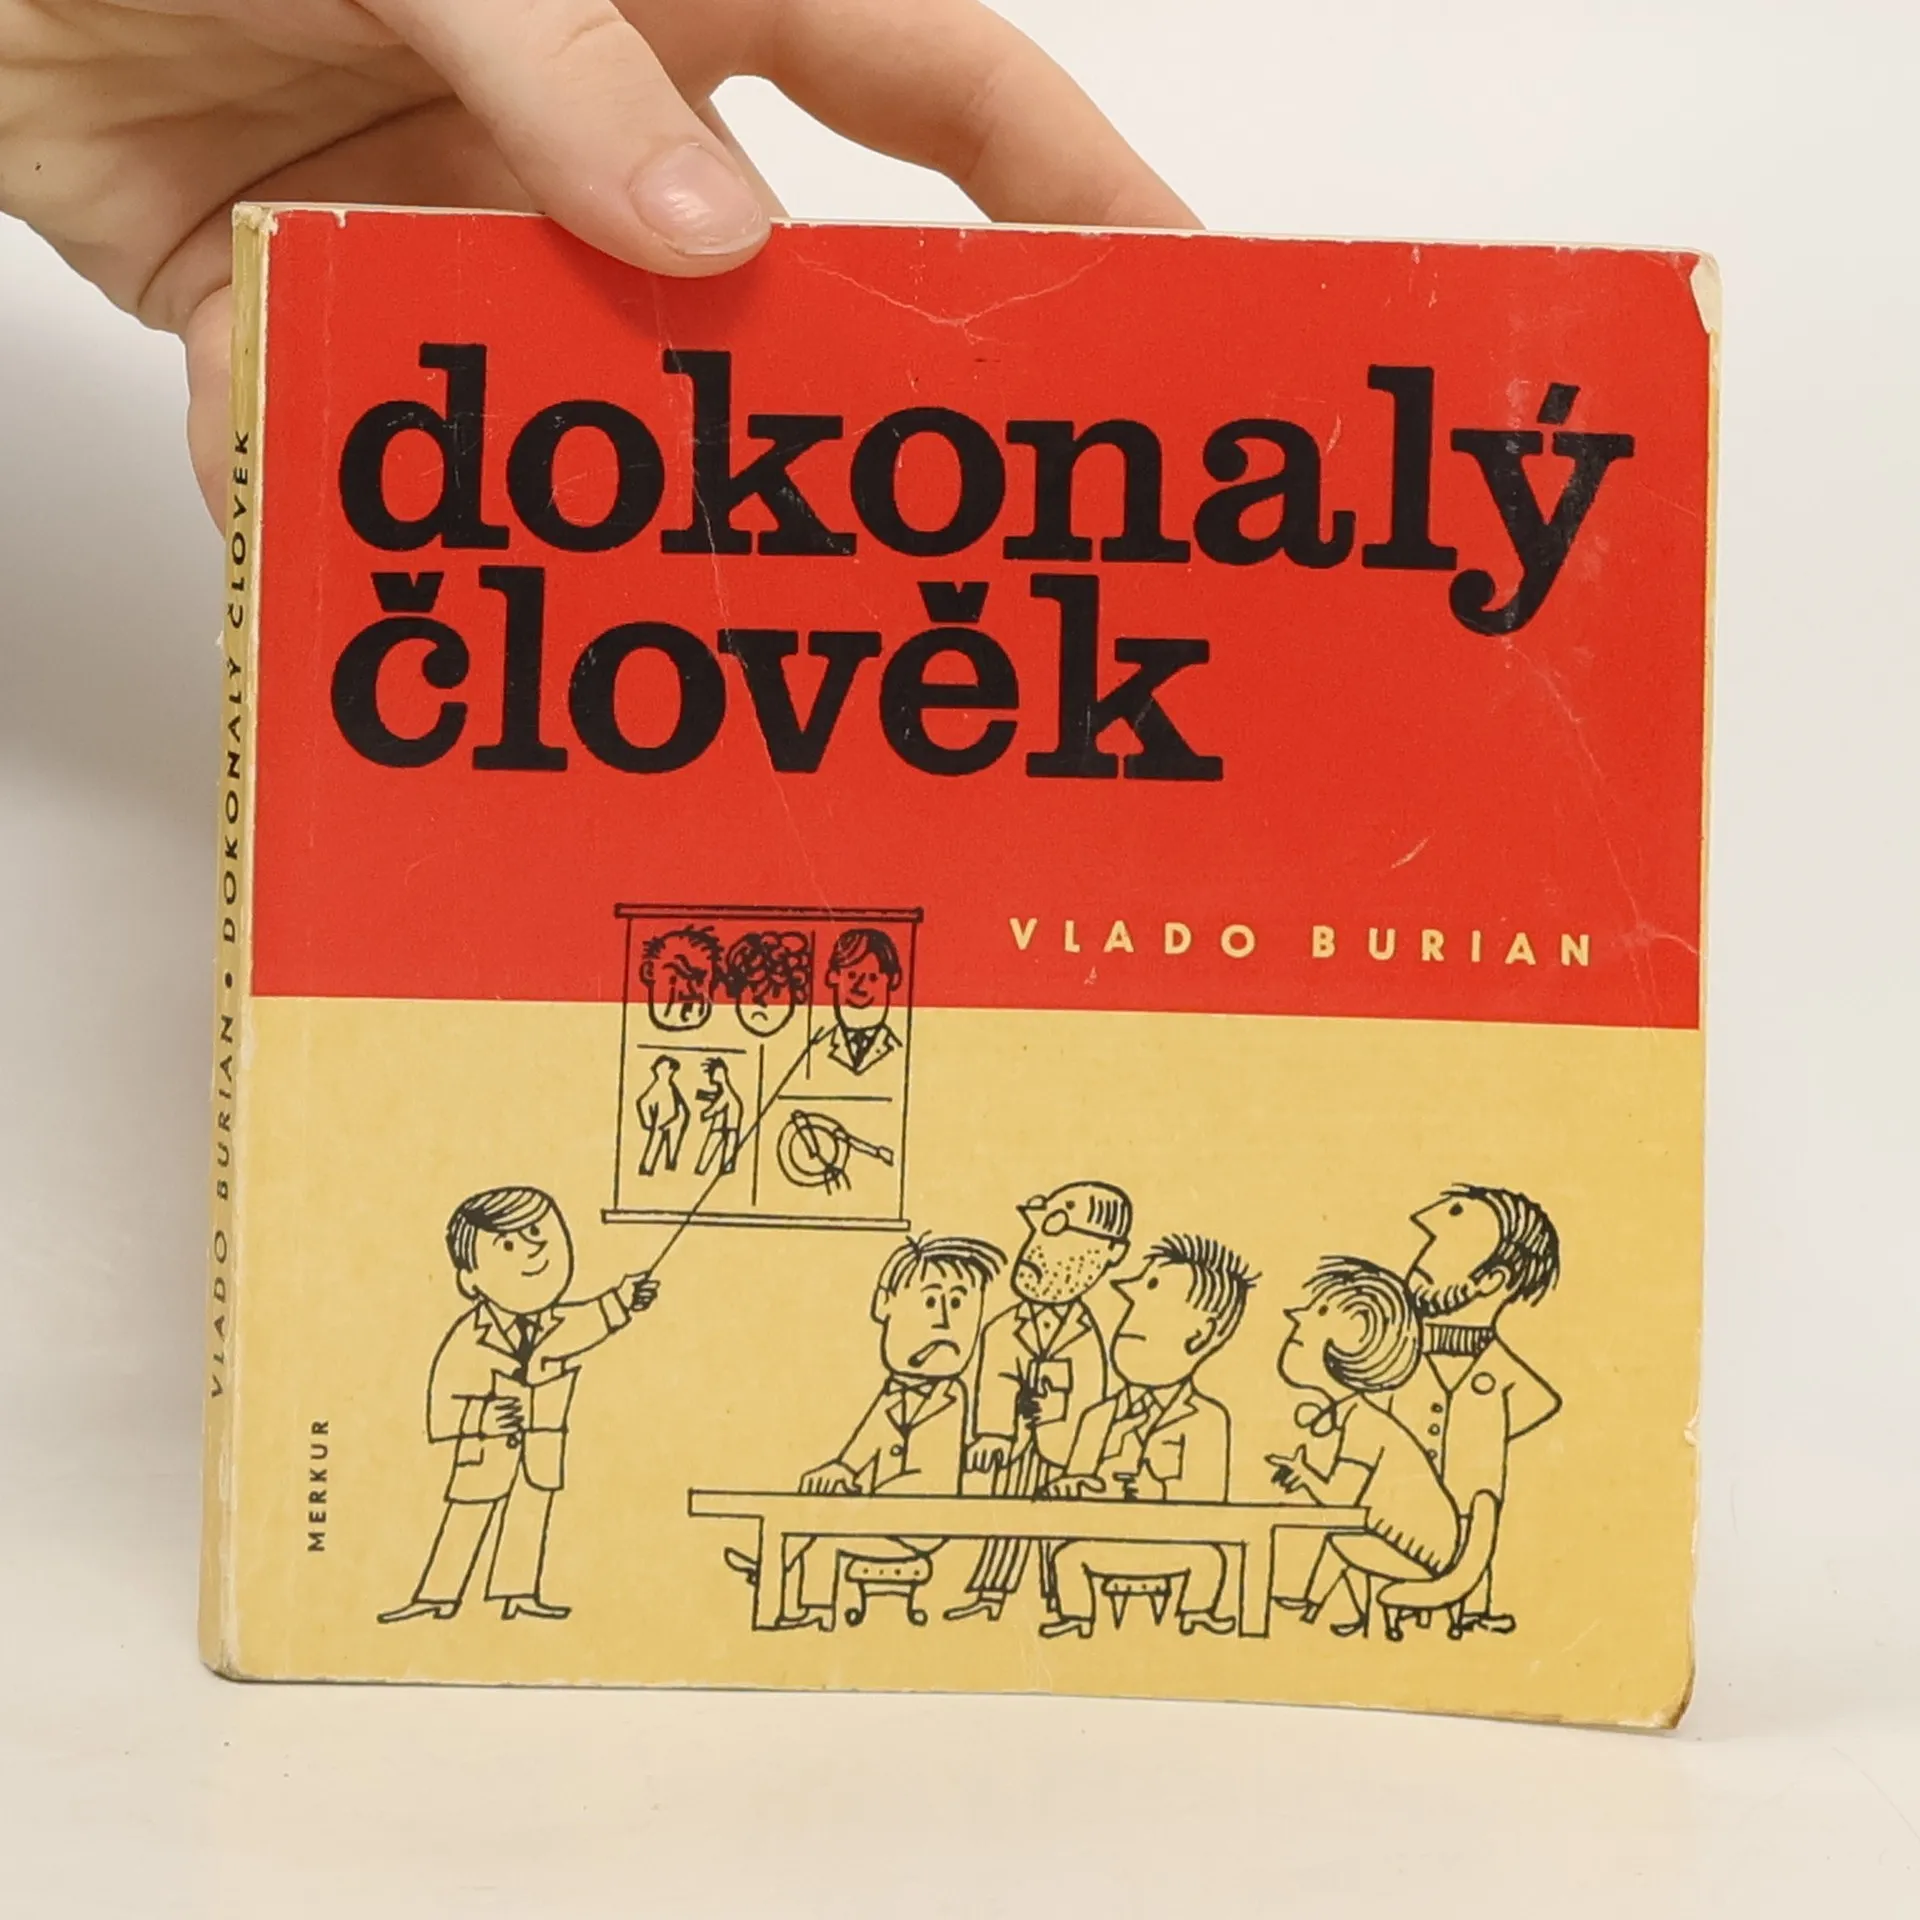 dokonalý
člověk
VLADO BURIAN
MERKUR
VLADO BURIAN • DOKONALÝ ČLOVĚK